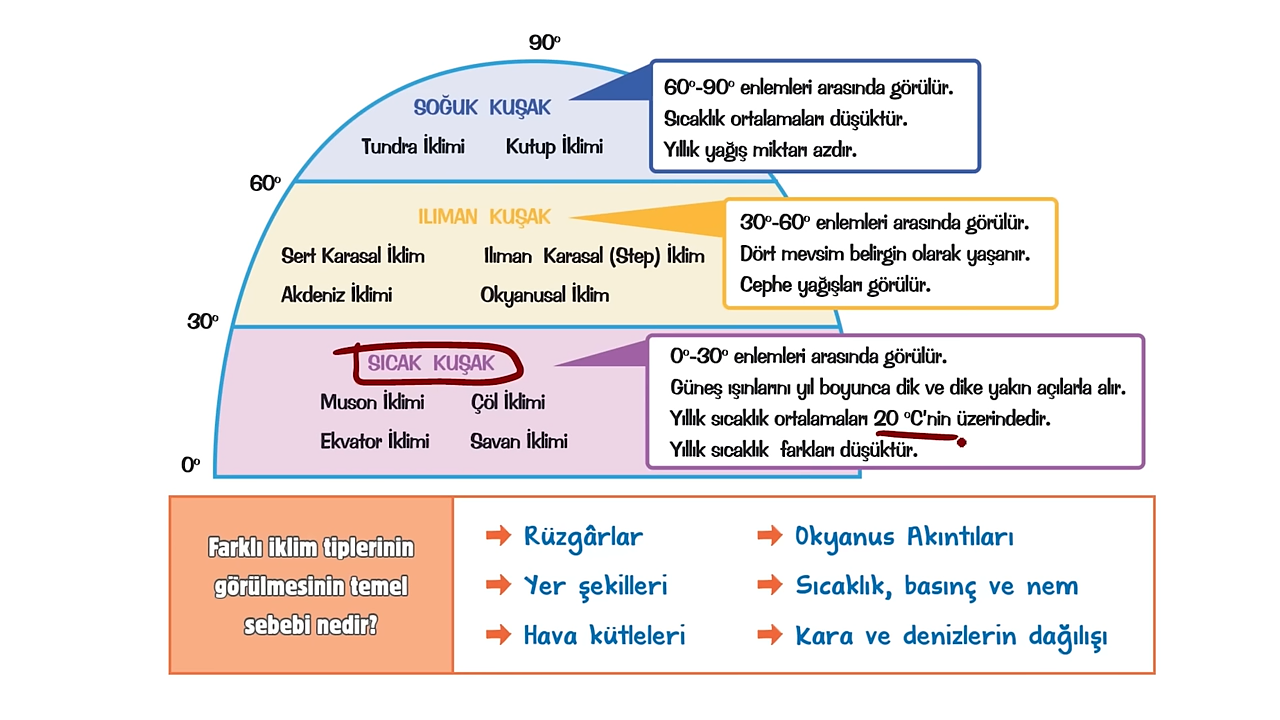 90°
SOĞUK KUŞAK
Tundra İklimi Kutup İklimi
60°-90° enlemleri arasında görülür.
Sıcaklık ortalamaları düşüktür.
Yıllık yağış miktarı azdır.
60°
ILIMAN KUŞAK
Sert Karasal İklim Ilıman Karasal (Step) İklim
Akdeniz İklimi Okyanusal İklim
30°-60° enlemleri arasında görülür.
Dört mevsim belirgin olarak yaşanır.
Cephe yağışları görülür.
30°
SICAK KUŞAK
Muson İklimi Çöl İklimi
Ekvator İklimi Savan İklimi
0°-30° enlemleri arasında görülür.
Güneş ışınlarını yıl boyunca dik ve dike yakın açılarla alır.
Yıllık sıcaklık ortalamaları 20 °C'nin üzerindedir.
Yıllık sıcaklık farkları düşüktür.
0°
Farklı iklim tiplerinin
görülmesinin temel
sebebi nedir?
Rüzgârlar
Yer şekilleri
Hava kütleleri
Okyanus Akıntıları
Sıcaklık, basınç ve nem
Kara ve denizlerin dağılışı